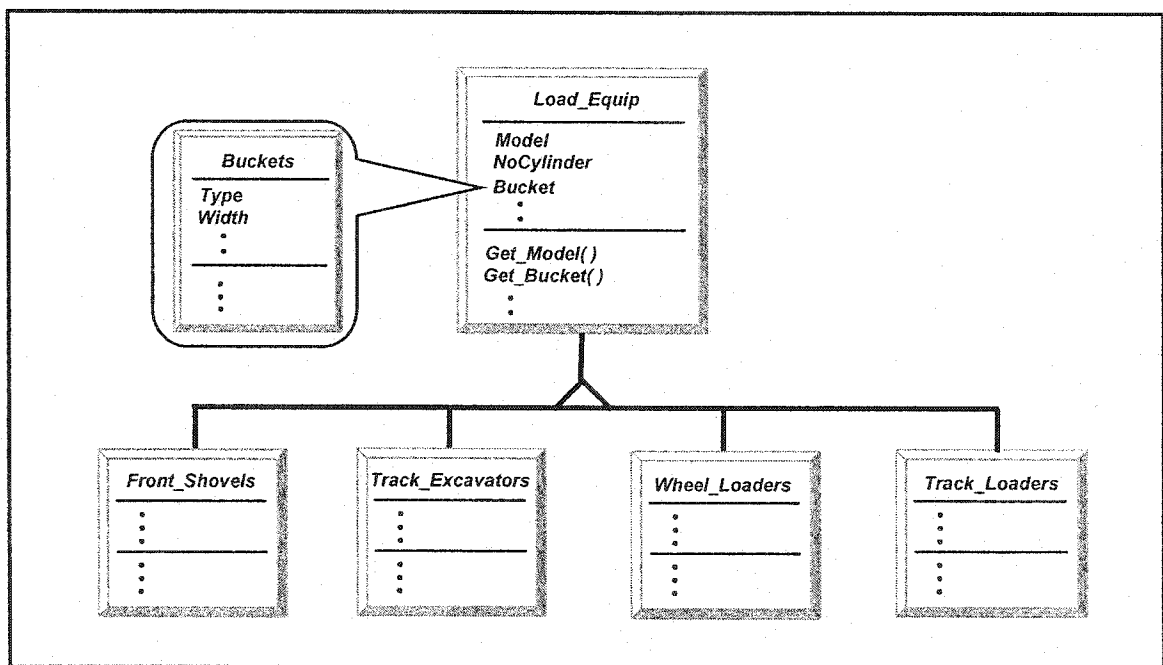 Load_Equip
Model
NoCylinder
Bucket
Get_Model( )
Get_Bucket( )
Buckets
Type
Width
Front_Shovels
Track_Excavators
Wheel_Loaders
Track_Loaders